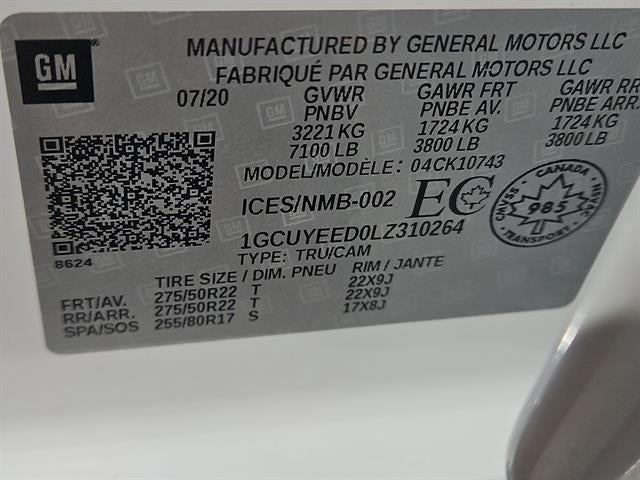 GM
MANUFACTURED BY GENERAL MOTORS LLC
FABRIQUÉ PAR GENERAL MOTORS LLC
07/20 GVWR GAWR FRT GAWR RR
PNBV PNBE AV. PNBE ARR.
3221 KG 1724 KG 1724 KG
7100 LB 3800 LB 3800 LB
MODEL/MODÈLE: 04CK10743
ICES/NMB-002 EC
CANADA
CMVSS 985 NSVAC
1GCUYEED0LZ310264
8624
TYPE: TRU/CAM
TIRE SIZE / DIM. PNEU RIM / JANTE
FRT/AV. 275/50R22 T 22X9J
RR/ARR. 275/50R22 T 22X9J
SPA/SOS 255/80R17 S 17X8J
TRANSPORT